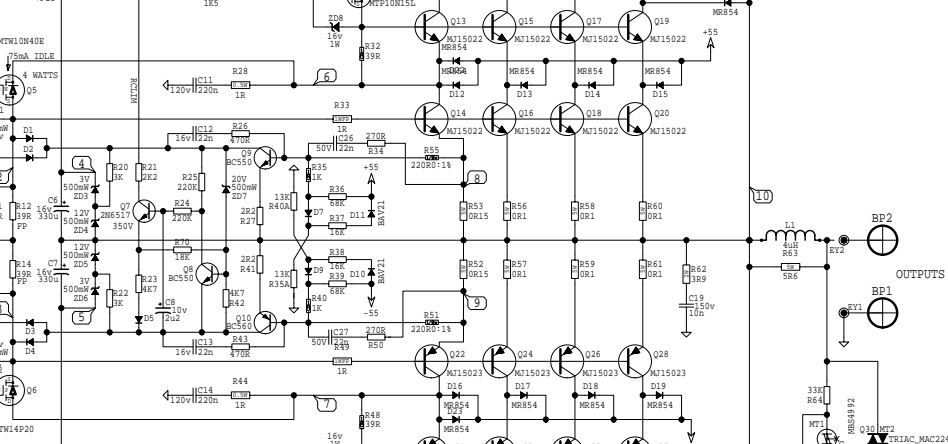 1K5
ZD8
16v
1W
MTP10N15L
R32
39R
Q13
MJ15022
Q15
MJ15022
Q17
MJ15022
Q19
MJ15022
MR854
+55
MTW10N40E
75mA IDLE
4 WATTS
Q5
RCLIM
C11
120v 220n
R28
0.5W
1R
6
MR854
MR854
D12
MR854
D13
MR854
D14
MR854
D15
R33
1R
Q14
MJ15022
Q16
MJ15022
Q18
MJ15022
Q20
MJ15022
D1
D2
C12
16v 22n
R26
470R
C26
50V 22n
270R
R34
R55
220R0:1%
Q9
BC550
4
3V
500mW
ZD3
R20
3K
R21
2K2
R25
220K
20V
500mW
ZD7
R35
1K
+55
8
R12
39R
FP
C6
16v
330u
12V
500mW
ZD4
Q7
2N6517
350V
R24
220K
2R2
R27
13K
R40A
R36
68K
D7
R37
16K
D11
BAV21
R53
0R15
R56
0R1
R58
0R1
R60
0R1
10
R14
39R
FP
C7
16v
330u
12V
500mW
ZD5
R70
18K
Q8
BC550
2R2
R41
13K
R35A
D9
R38
16K
R39
68K
D10
BAV21
-55
R52
0R15
R57
0R1
R59
0R1
R61
0R1
R62
3R9
C19
150v
10n
L1
4uH
R63
5W
5R6
EY2
BP2
OUTPUTS
BP1
EY1
3V
500mW
ZD6
R22
3K
R23
4K7
D5
C8
10v
2u2
4K7
R42
R40
1K
9
5
D3
D4
C13
16v 22n
R43
470R
Q10
BC560
C27
50V 22n
270R
R50
R51
220R0:1%
R49
1R
Q22
MJ15023
Q24
MJ15023
Q26
MJ15023
Q28
MJ15023
Q6
MTW14P20
C14
120v 220n
R44
0.5W
1R
7
R48
39R
16v
1W
D16
MR854
D23
D17
MR854
D18
MR854
D19
MR854
33K
R64
MBS4992
MT1
Q30 MT2
TRIAC_MAC224